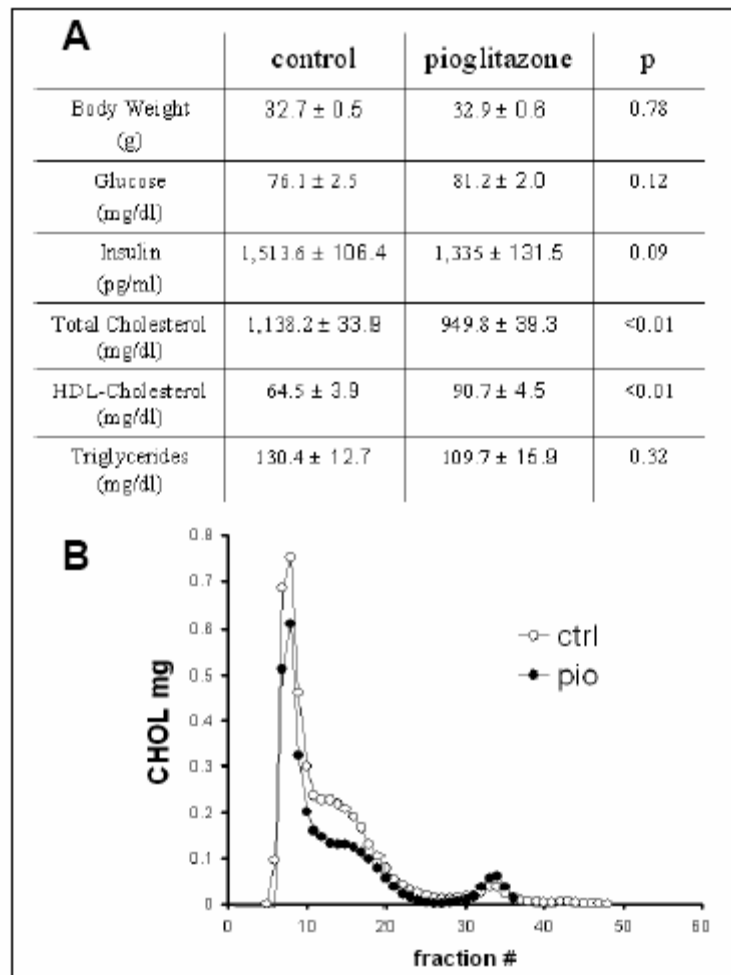 A
control pioglitazone p
Body Weight 32.7 ± 0.5 32.9 ± 0.6 0.78
(g)
Glucose 76.1 ± 2.5 81.2 ± 2.0 0.12
(mg/dl)
Insulin 1,513.6 ± 106.4 1,335 ± 131.5 0.09
(pg/ml)
Total Cholesterol 1,138.2 ± 33.8 949.8 ± 38.3 <0.01
(mg/dl)
HDL-Cholesterol 64.5 ± 3.9 90.7 ± 4.5 <0.01
(mg/dl)
Triglycerides 130.4 ± 12.7 109.7 ± 15.9 0.32
(mg/dl)
B
0.8
0.7
0.6
0.5
0.4
0.3
0.2
0.1
0
CHOL mg
ctrl
pio
0 10 20 30 40 50 60
fraction #